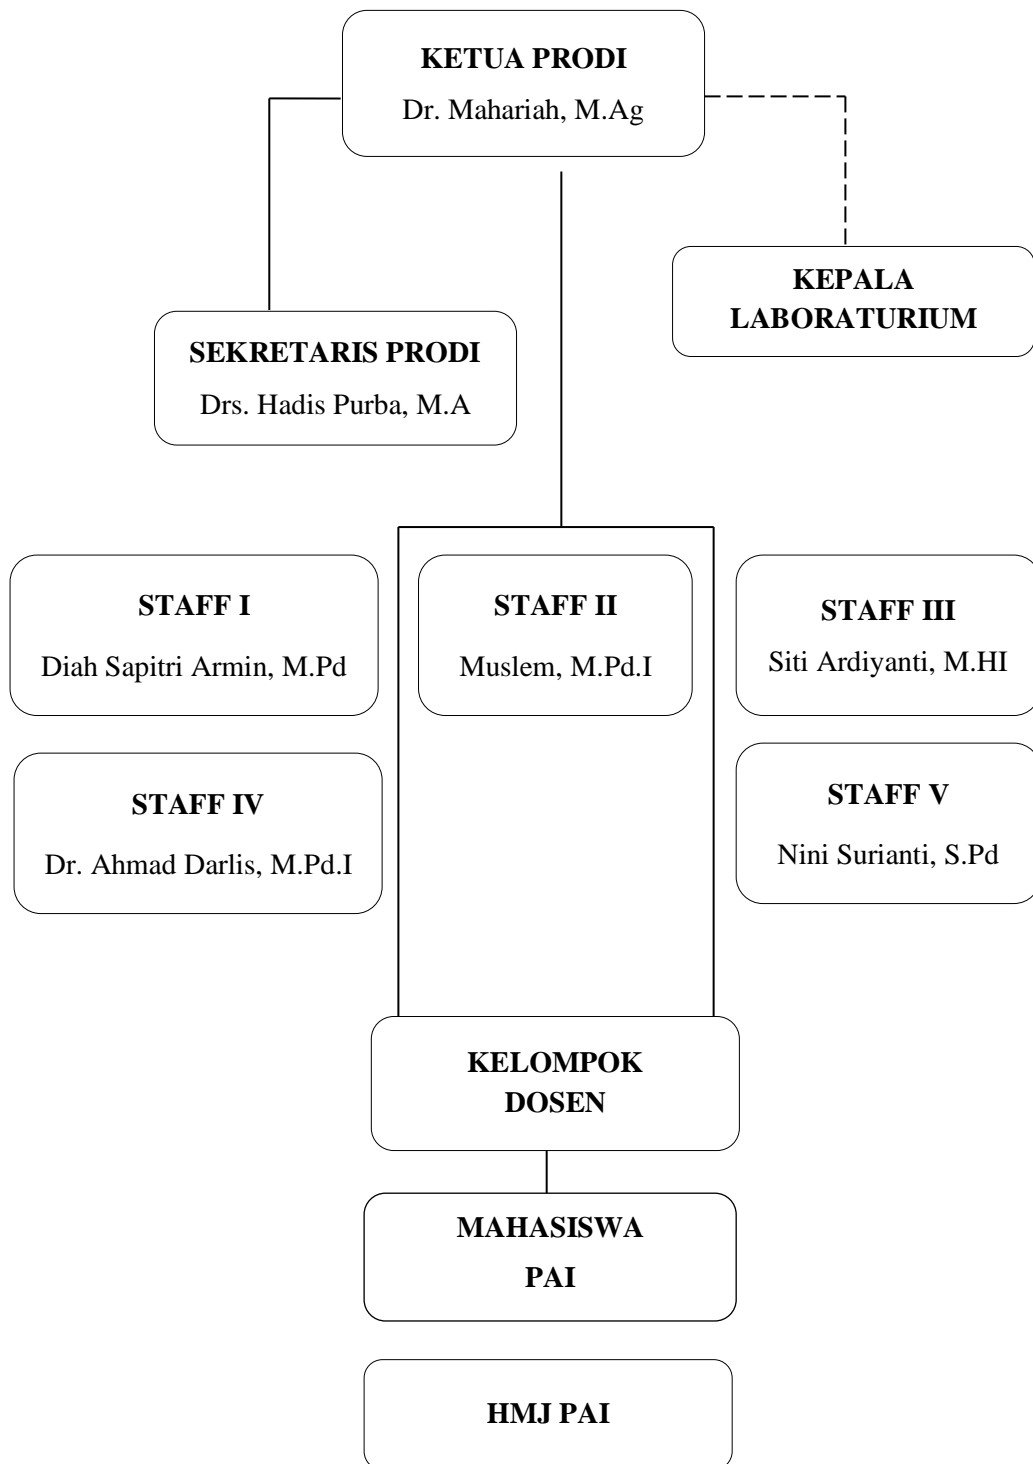 KETUA PRODI
Dr. Mahariah, M.Ag
KEPALA
LABORATURIUM
SEKRETARIS PRODI
Drs. Hadis Purba, M.A
STAFF I
Diah Sapitri Armin, M.Pd
STAFF II
Muslem, M.Pd.I
STAFF III
Siti Ardiyanti, M.HI
STAFF IV
Dr. Ahmad Darlis, M.Pd.I
STAFF V
Nini Surianti, S.Pd
KELOMPOK
DOSEN
MAHASISWA
PAI
HMJ PAI